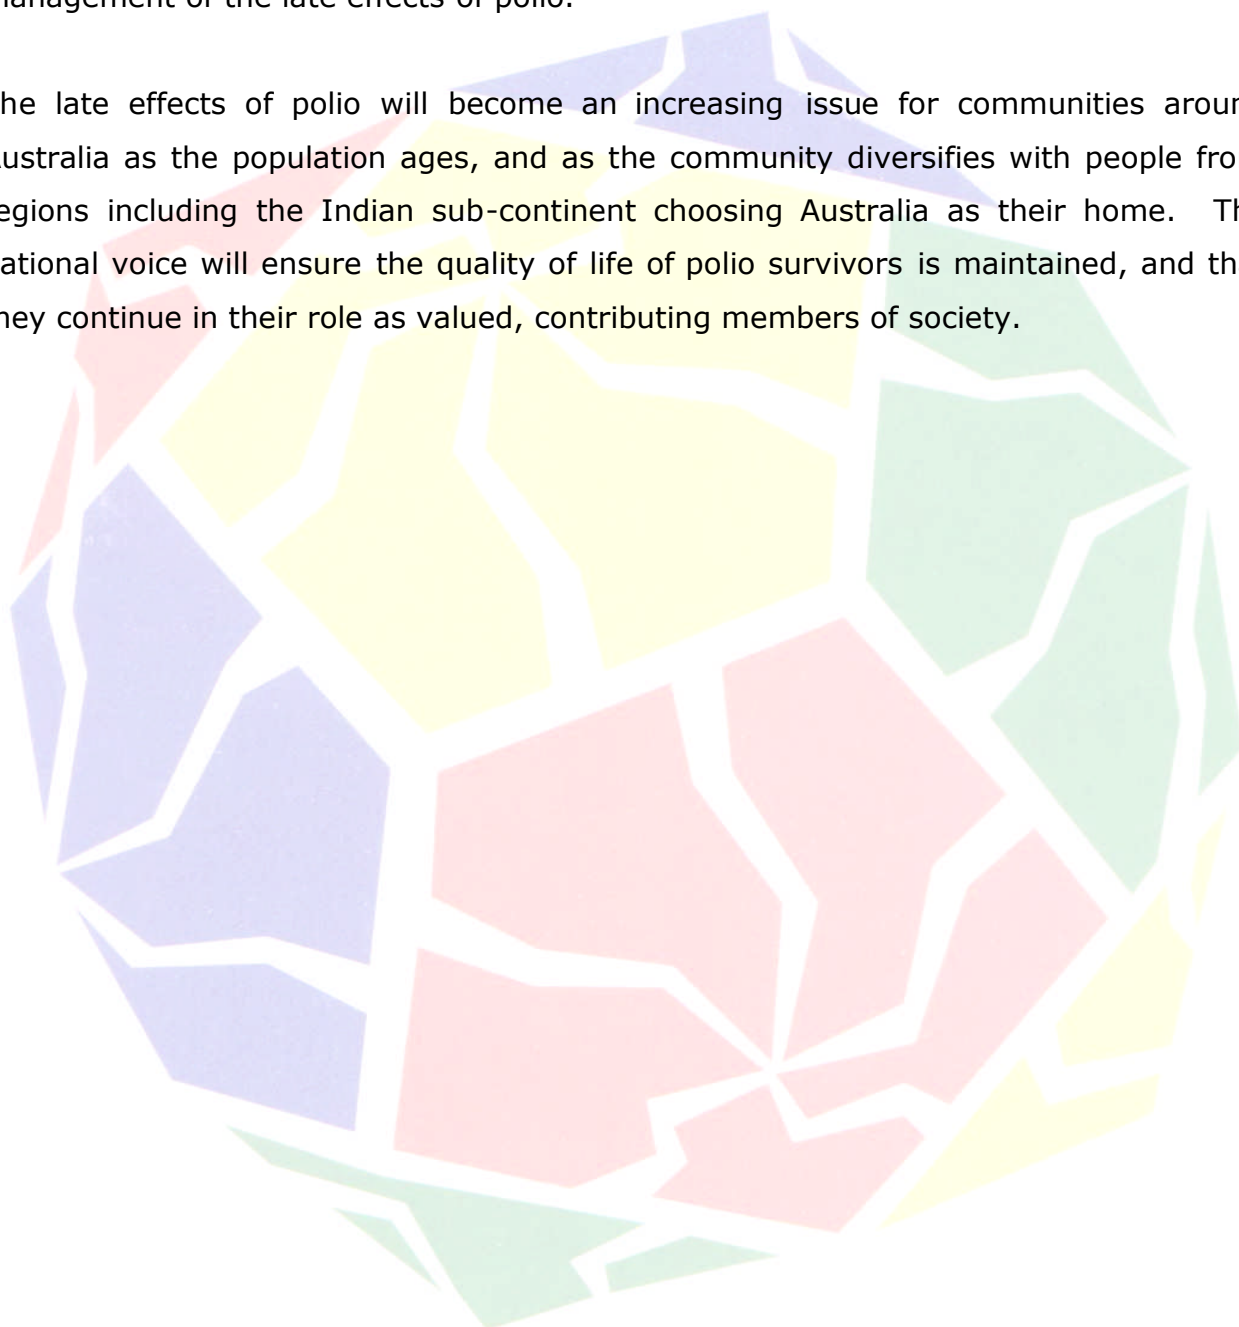 anagement of the late effects of polio.
he late effects of polio will become an increasing issue for communities aroun
ustralia as the population ages, and as the community diversifies with people fro
egions including the Indian sub-continent choosing Australia as their home. Th
ational voice will ensure the quality of life of polio survivors is maintained, and th
hey continue in their role as valued, contributing members of society.